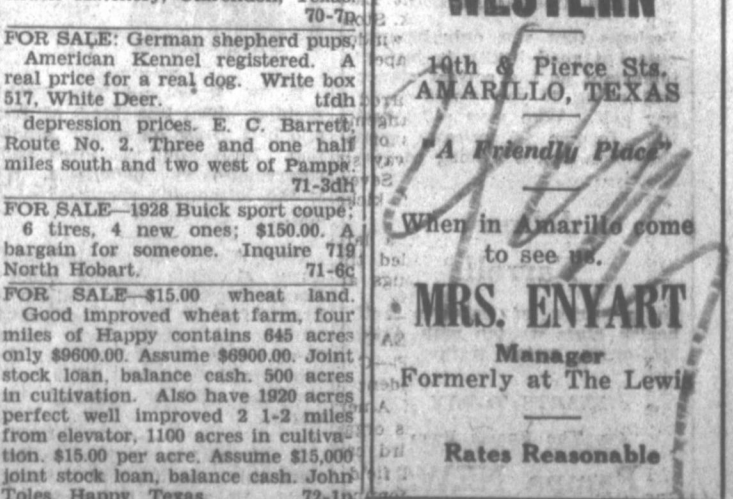 70-7p
FOR SALE: German shepherd pups,
American Kennel registered. A
real price for a real dog. Write box
517, White Deer. tfdh
depression prices. E. C. Barrett,
Route No. 2. Three and one half
miles south and two west of Pampa.
71-3dh
FOR SALE—1928 Buick sport coupe;
6 tires, 4 new ones; $150.00. A
bargain for someone. Inquire 719
North Hobart. 71-6c
FOR SALE—$15.00 wheat land.
Good improved wheat farm, four
miles of Happy contains 645 acres
only $9600.00. Assume $6900.00. Joint
stock loan, balance cash. 500 acres
in cultivation. Also have 1920 acres
perfect well improved 2 1-2 miles
from elevator, 1100 acres in cultiva-
tion. $15.00 per acre. Assume $15,000
joint stock loan, balance cash. John
Toles, Happy, Texas. 72-1p
WESTERN
10th & Pierce Sts.
AMARILLO, TEXAS
"A Friendly Place"
When in Amarillo come
to see us.
MRS. ENYART
Manager
Formerly at The Lewis
Rates Reasonable